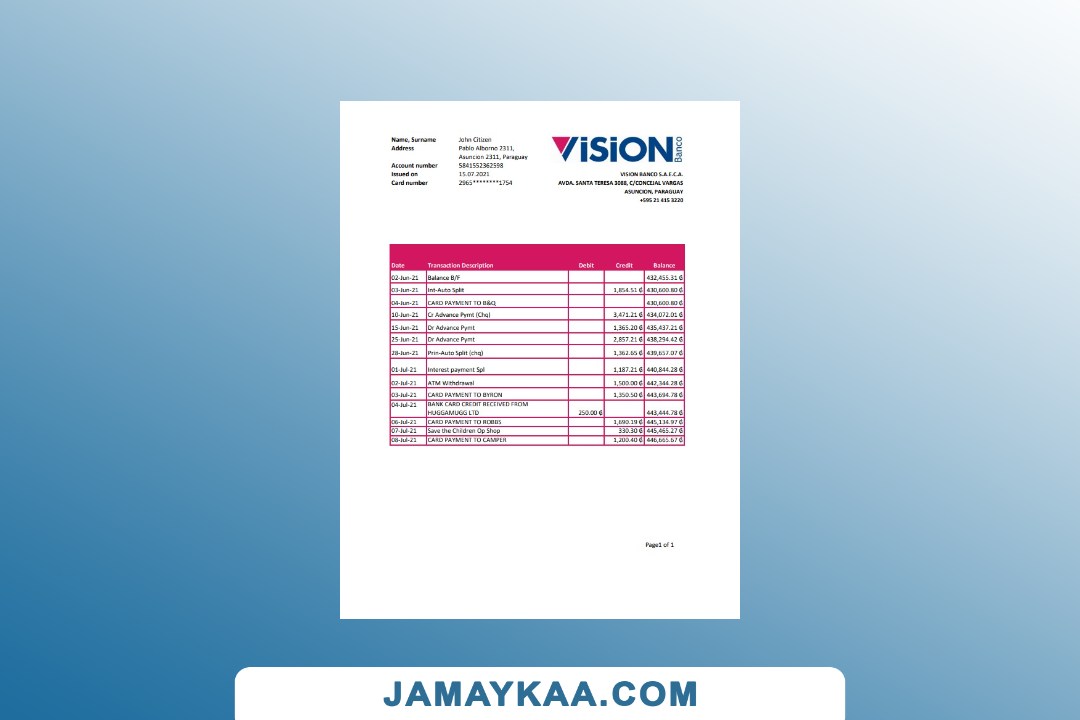 Name, Surname John Citizen
Address Pablo Alborno 2311,
Asuncion 2311, Paraguay
Account number 5841552362598
Issued on 15.07.2021
Card number 2965********1754
ViSION Banco
VISION BANCO S.A.E.C.A.
AVDA. SANTA TERESA 3088, C/CONCEJAL VARGAS
ASUNCION, PARAGUAY
+595 21 415 3220
Date Transaction Description Debit Credit Balance
02-Jun-21 Balance B/F 432,455.31 ₲
03-Jun-21 Int-Auto Split 1,854.51 ₲ 430,600.80 ₲
04-Jun-21 CARD PAYMENT TO B&Q 430,600.80 ₲
10-Jun-21 Cr Advance Pymt (Chq) 3,471.21 ₲ 434,072.01 ₲
15-Jun-21 Dr Advance Pymt 1,365.20 ₲ 435,437.21 ₲
25-Jun-21 Dr Advance Pymt 2,857.21 ₲ 438,294.42 ₲
28-Jun-21 Prin-Auto Split (chq) 1,362.65 ₲ 439,657.07 ₲
01-Jul-21 Interest payment Spl 1,187.21 ₲ 440,844.28 ₲
02-Jul-21 ATM Withdrawal 1,500.00 ₲ 442,344.28 ₲
03-Jul-21 CARD PAYMENT TO BYRON 1,350.50 ₲ 443,694.78 ₲
04-Jul-21 BANK CARD CREDIT RECEIVED FROM
HUGGAMUGG LTD 250.00 ₲ 443,444.78 ₲
06-Jul-21 CARD PAYMENT TO ROBBS 1,690.19 ₲ 445,134.97 ₲
07-Jul-21 Save the Children Op Shop 330.30 ₲ 445,465.27 ₲
08-Jul-21 CARD PAYMENT TO CAMPER 1,200.40 ₲ 446,665.67 ₲
Page1 of 1
JAMAYKAA.COM